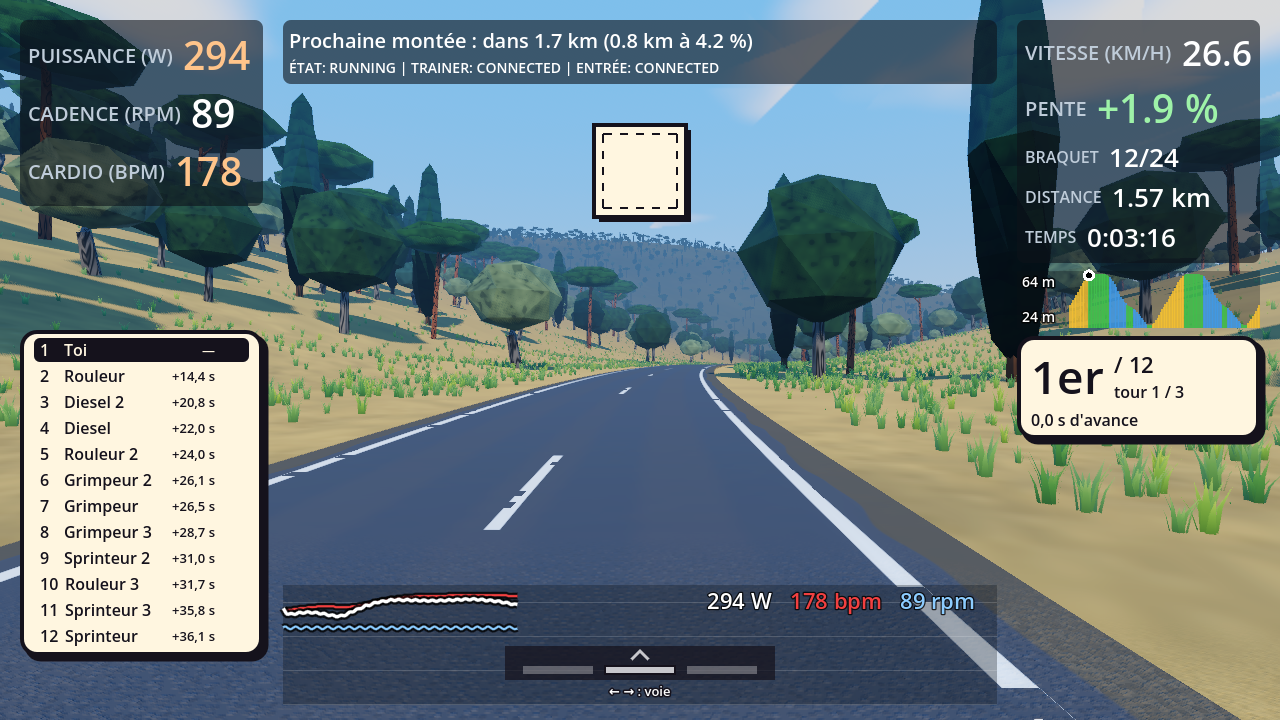 PUISSANCE (W) 294
CADENCE (RPM) 89
CARDIO (BPM) 178
Prochaine montée : dans 1.7 km (0.8 km à 4.2 %)
ÉTAT: RUNNING | TRAINER: CONNECTED | ENTRÉE: CONNECTED
VITESSE (KM/H) 26.6
PENTE +1.9 %
BRAQUET 12/24
DISTANCE 1.57 km
TEMPS 0:03:16
64 m
24 m
1er / 12
tour 1 / 3
0,0 s d'avance
1 Toi —
2 Rouleur +14,4 s
3 Diesel 2 +20,8 s
4 Diesel +22,0 s
5 Rouleur 2 +24,0 s
6 Grimpeur 2 +26,1 s
7 Grimpeur +26,5 s
8 Grimpeur 3 +28,7 s
9 Sprinteur 2 +31,0 s
10 Rouleur 3 +31,7 s
11 Sprinteur 3 +35,8 s
12 Sprinteur +36,1 s
294 W 178 bpm 89 rpm
← → : voie